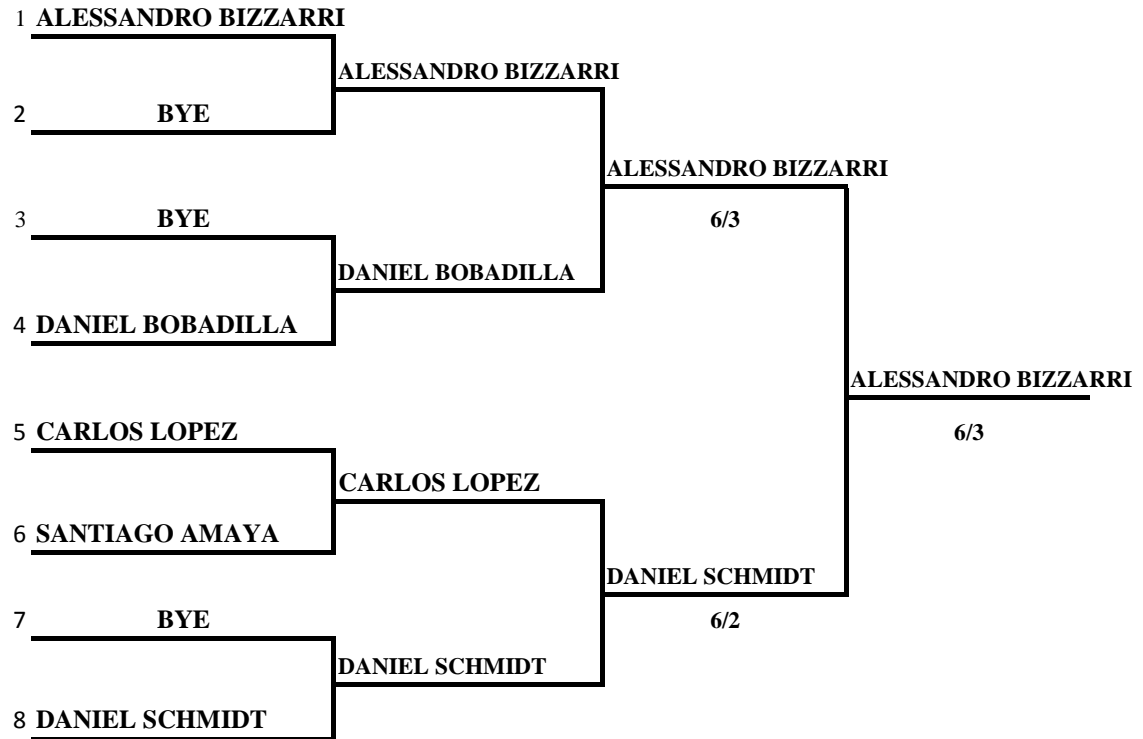 1 ALESSANDRO BIZZARRI
ALESSANDRO BIZZARRI
2 BYE
ALESSANDRO BIZZARRI
3 BYE
6/3
DANIEL BOBADILLA
4 DANIEL BOBADILLA
ALESSANDRO BIZZARRI
5 CARLOS LOPEZ
6/3
CARLOS LOPEZ
6 SANTIAGO AMAYA
DANIEL SCHMIDT
7 BYE
6/2
DANIEL SCHMIDT
8 DANIEL SCHMIDT